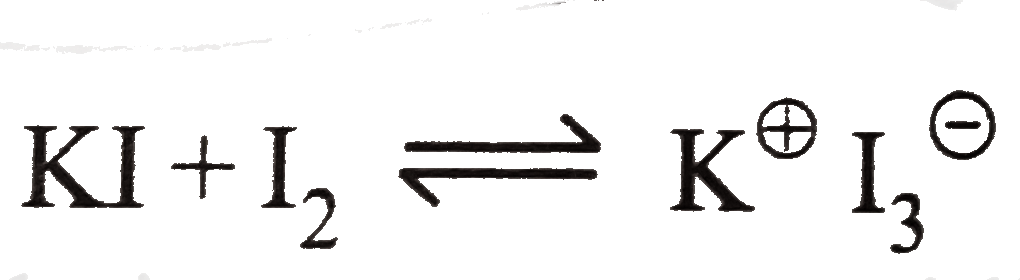 KI + I₂ ⇌ K⊕ I₃⊖